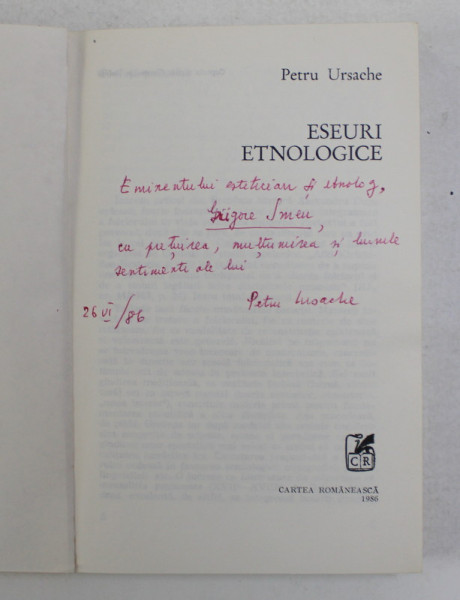 Petru Ursache
ESEURI
ETNOLOGICE
Eminentului estetician și etnolog,
Grigore Smeu,
cu prețuirea, mulțumirea și bunele
sentimente ale lui
Petru Ursache
26 VI/86
CR
CARTEA ROMÂNEASCĂ
1986